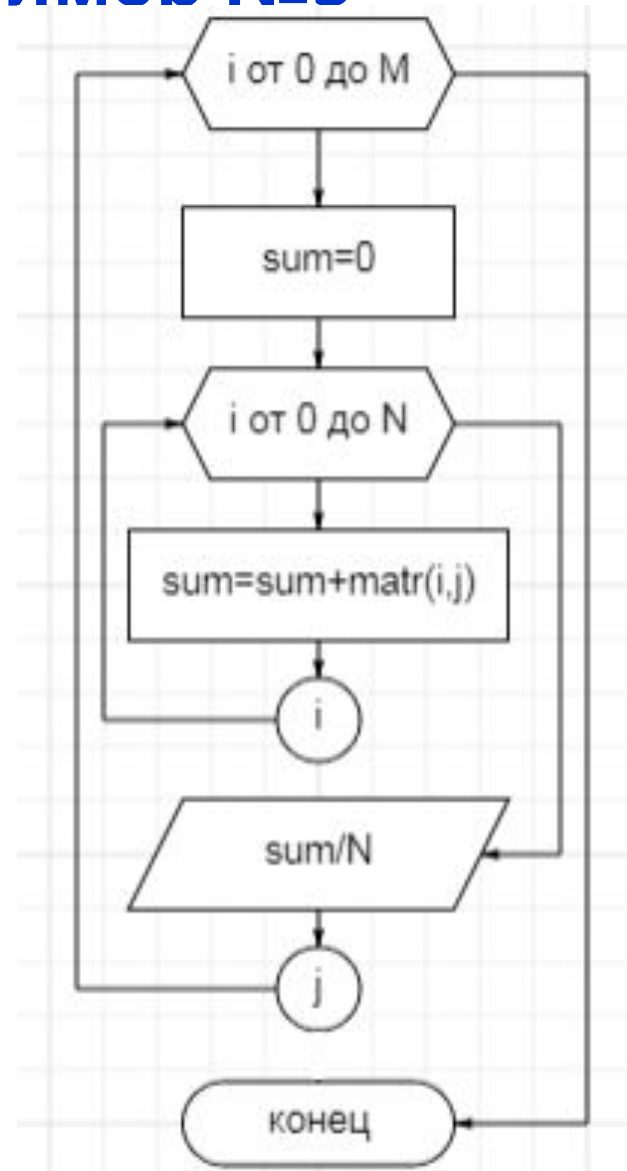 i от 0 до M
sum=0
i от 0 до N
sum=sum+matr(i,j)
i
sum/N
j
конец